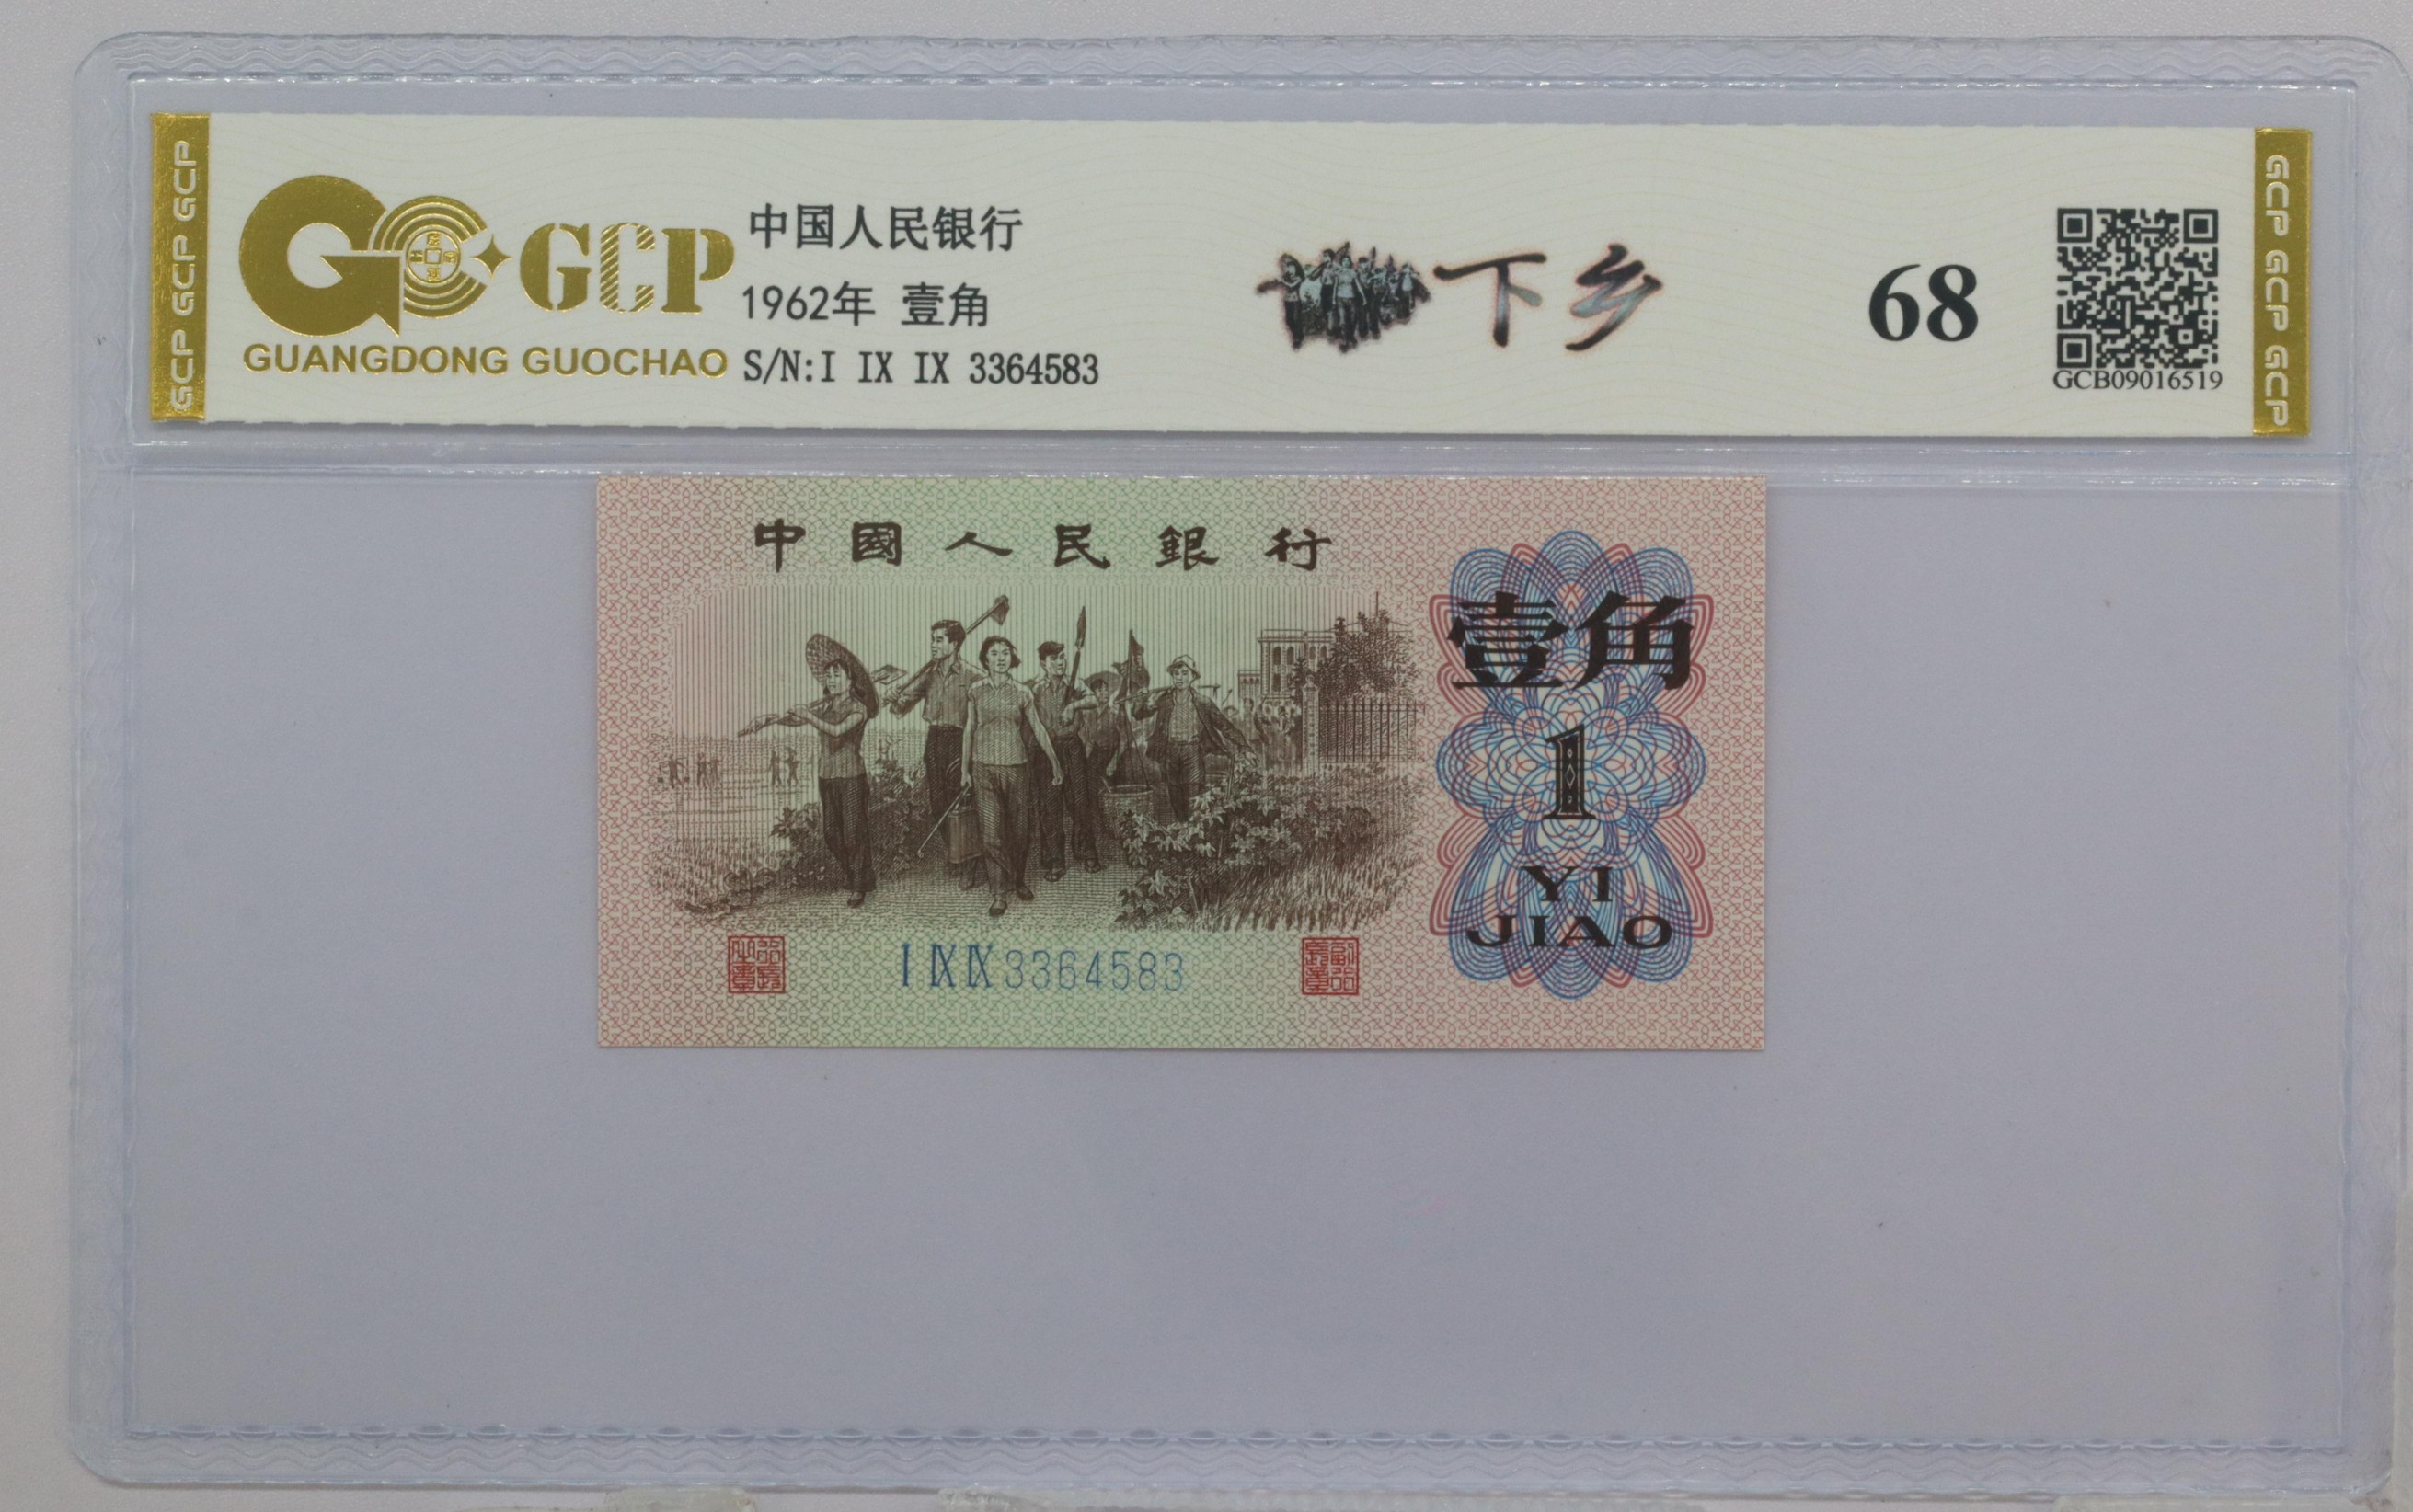 GCP GCP GCP
GCP
GUANGDONG GUOCHAO
中国人民银行
1962年 壹角
S/N:I IX IX 3364583
下乡
68
GCB09016519
GCP GCP GCP
中國人民銀行
壹角
1
YI
JIAO
I IX IX 3364583